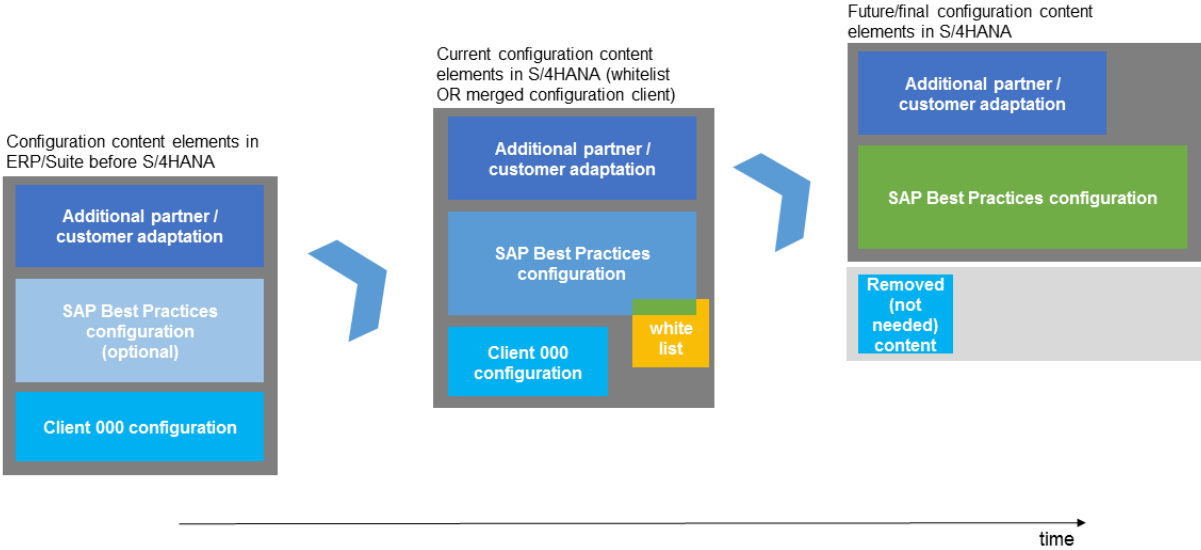 Configuration content elements in
ERP/Suite before S/4HANA
Additional partner /
customer adaptation
SAP Best Practices
configuration
(optional)
Client 000 configuration
Current configuration content
elements in S/4HANA (whitelist
OR merged configuration client)
Additional partner /
customer adaptation
SAP Best Practices
configuration
white
list
Client 000
configuration
Future/final configuration content
elements in S/4HANA
Additional partner /
customer adaptation
SAP Best Practices configuration
Removed
(not
needed)
content
time